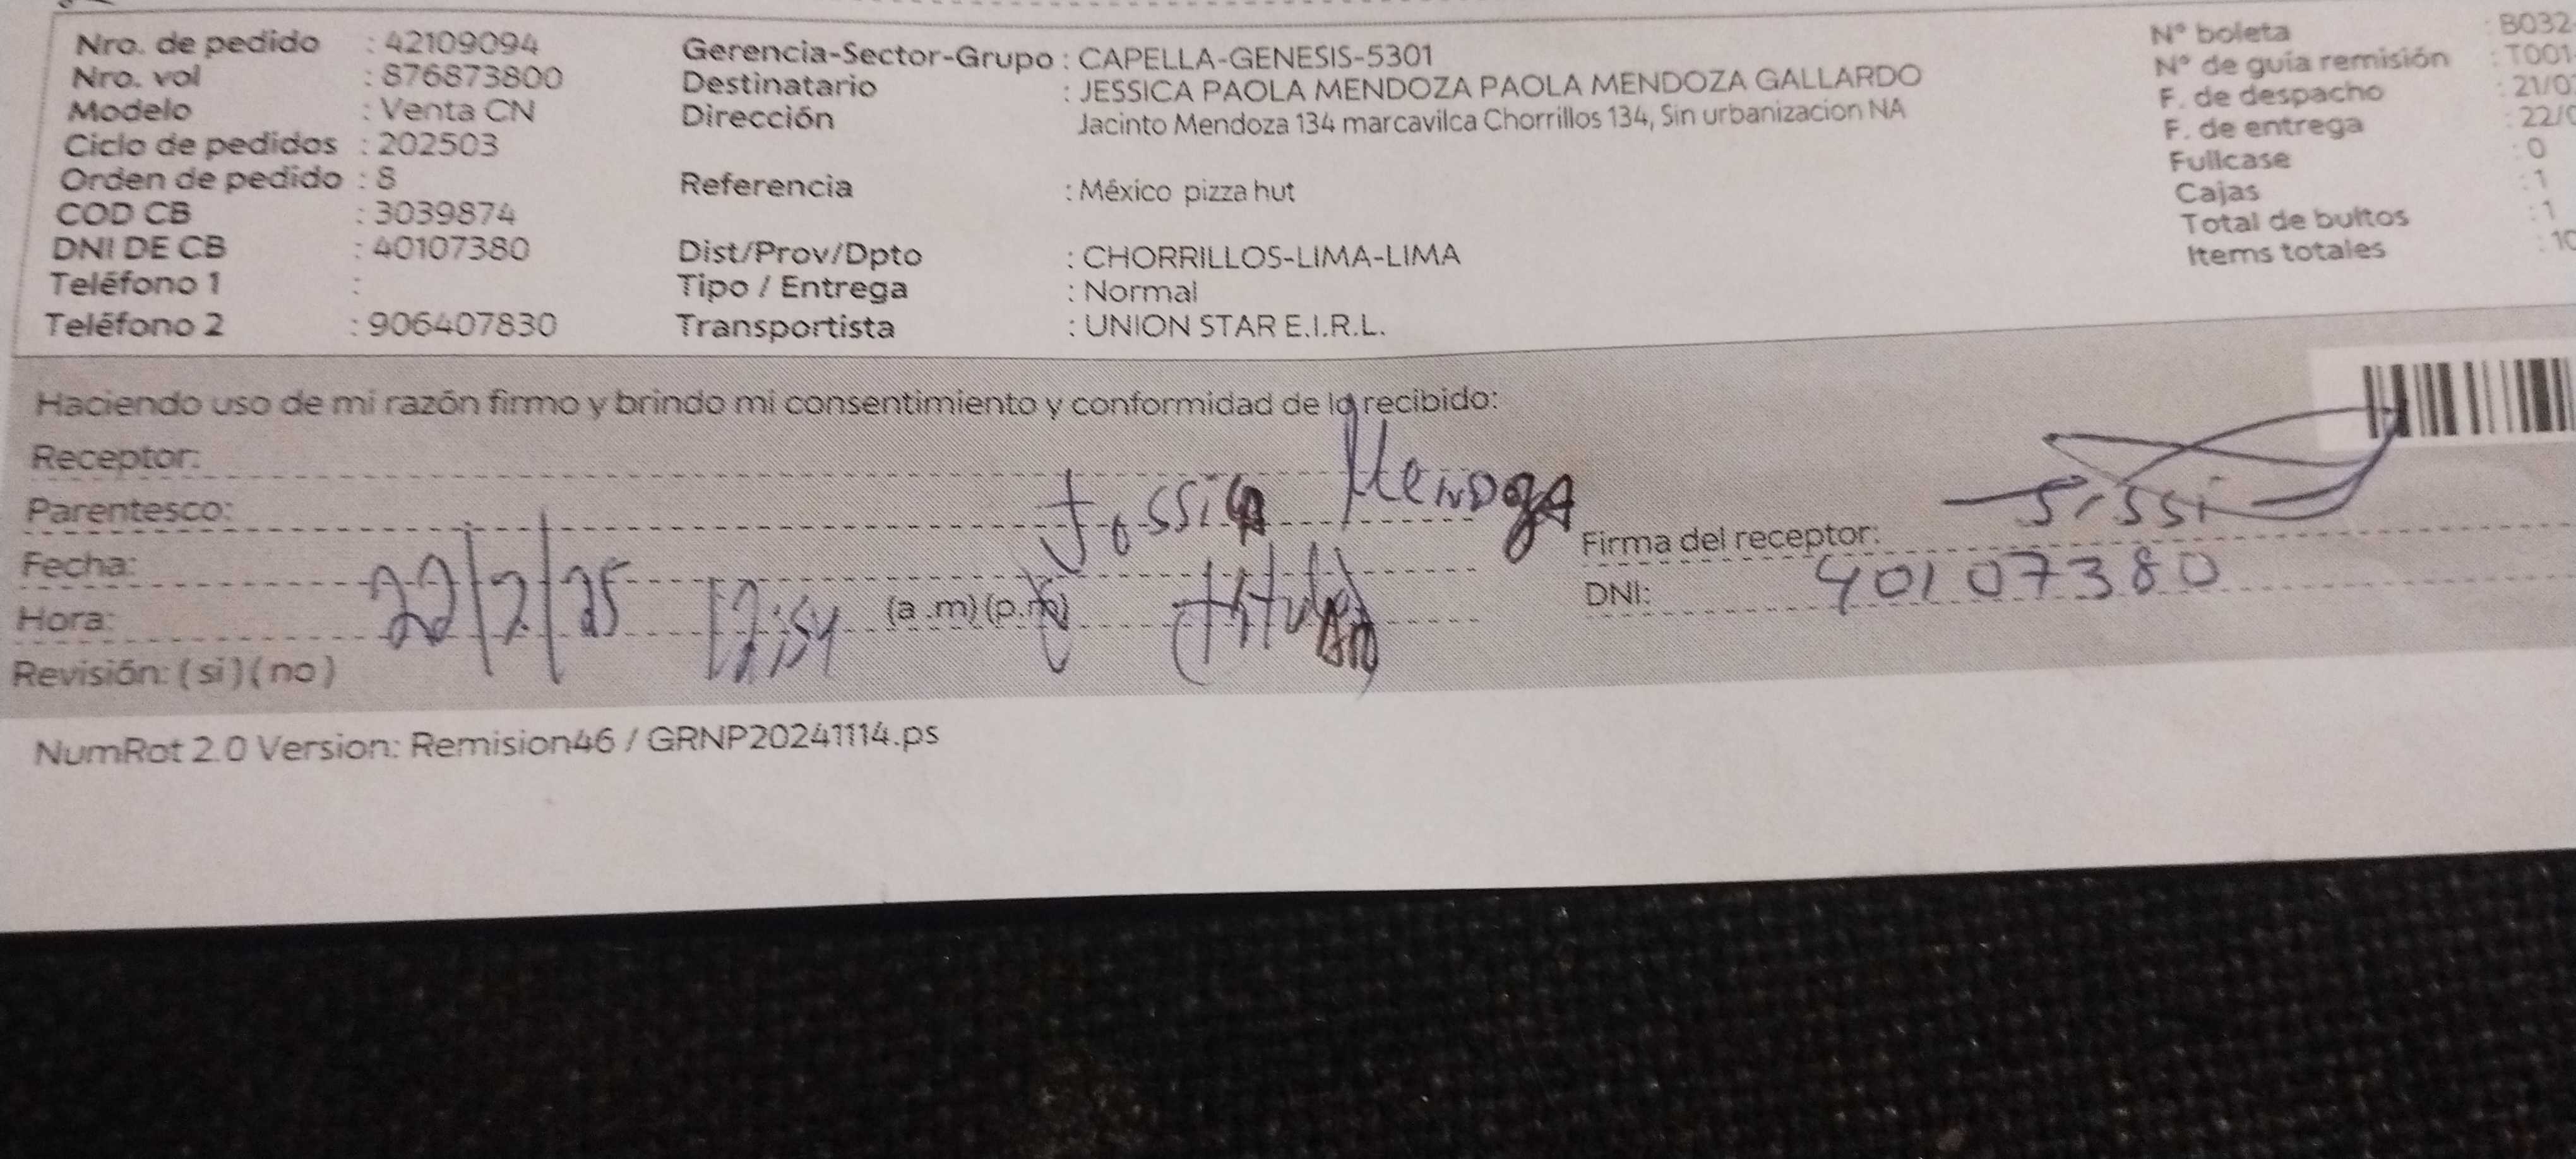 Nro. de pedido : 42109094
Nro. vol : 876873800
Modelo : Venta CN
Ciclo de pedidos : 202503
Orden de pedido : 8
COD CB : 3039874
DNI DE CB : 40107380
Teléfono 1 :
Teléfono 2 : 906407830
Gerencia-Sector-Grupo : CAPELLA-GENESIS-5301
Destinatario : JESSICA PAOLA MENDOZA PAOLA MENDOZA GALLARDO
Dirección Jacinto Mendoza 134 marcavilca Chorrillos 134, Sin urbanizacion NA
Referencia : México pizza hut
Dist/Prov/Dpto : CHORRILLOS-LIMA-LIMA
Tipo / Entrega : Normal
Transportista : UNION STAR E.I.R.L.
N° boleta : B032
N° de guía remisión : T001
F. de despacho : 21/0
F. de entrega : 22/0
Fullcase : 0
Cajas : 1
Total de bultos : 1
Items totales : 10
Haciendo uso de mi razón firmo y brindo mi consentimiento y conformidad de lo recibido:
Receptor:
Parentesco: Jessica Mendoza
Fecha: 22/2/25
Hora: (a.m) (p.m)
Revisión: (si) (no)
Firma del receptor:
DNI: 40107380
NumRot 2.0 Version: Remision46 / GRNP20241114.ps